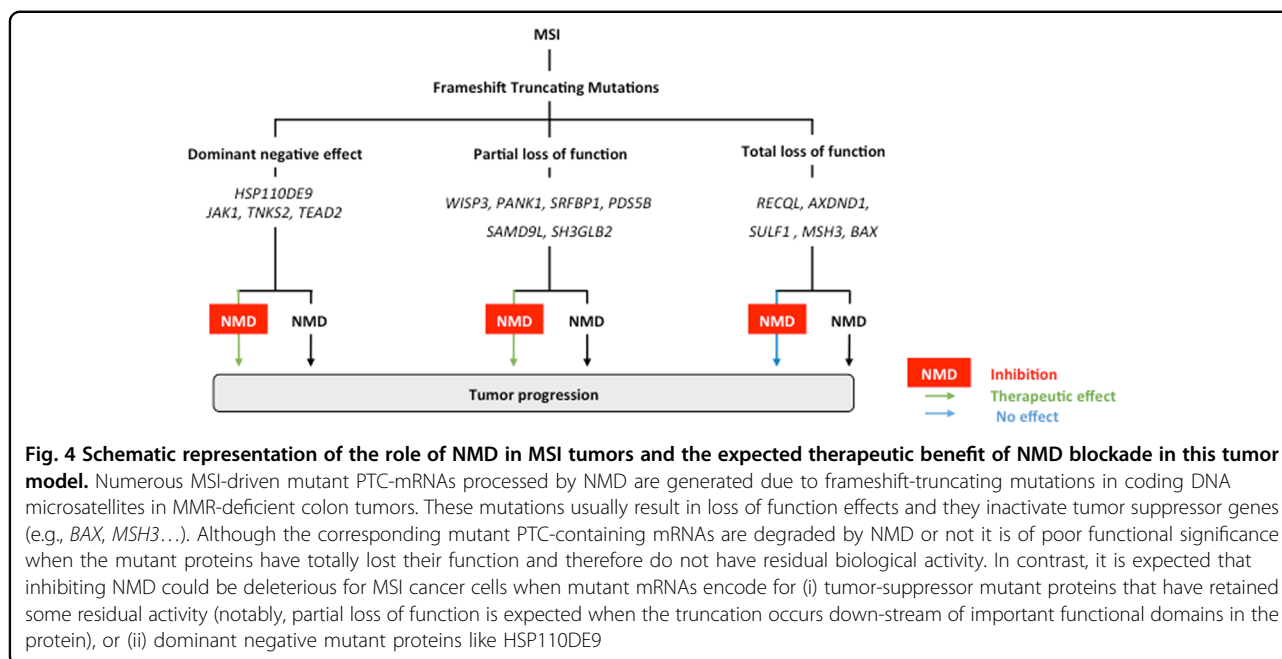 MSI
Frameshift Truncating Mutations
Dominant negative effect
Partial loss of function
Total loss of function
HSP110DE9
JAK1, TNKS2, TEAD2
WISP3, PANK1, SRFBP1, PDS5B
SAMD9L, SH3GLB2
RECQL, AXDND1,
SULF1 , MSH3, BAX
NMD
NMD
NMD
NMD
NMD
NMD
Tumor progression
NMD
Inhibition
Therapeutic effect
No effect
Fig. 4 Schematic representation of the role of NMD in MSI tumors and the expected therapeutic benefit of NMD blockade in this tumor
model. Numerous MSI-driven mutant PTC-mRNAs processed by NMD are generated due to frameshift-truncating mutations in coding DNA
microsatellites in MMR-deficient colon tumors. These mutations usually result in loss of function effects and they inactivate tumor suppressor genes
(e.g., BAX, MSH3…). Although the corresponding mutant PTC-containing mRNAs are degraded by NMD or not it is of poor functional significance
when the mutant proteins have totally lost their function and therefore do not have residual biological activity. In contrast, it is expected that
inhibiting NMD could be deleterious for MSI cancer cells when mutant mRNAs encode for (i) tumor-suppressor mutant proteins that have retained
some residual activity (notably, partial loss of function is expected when the truncation occurs down-stream of important functional domains in the
protein), or (ii) dominant negative mutant proteins like HSP110DE9